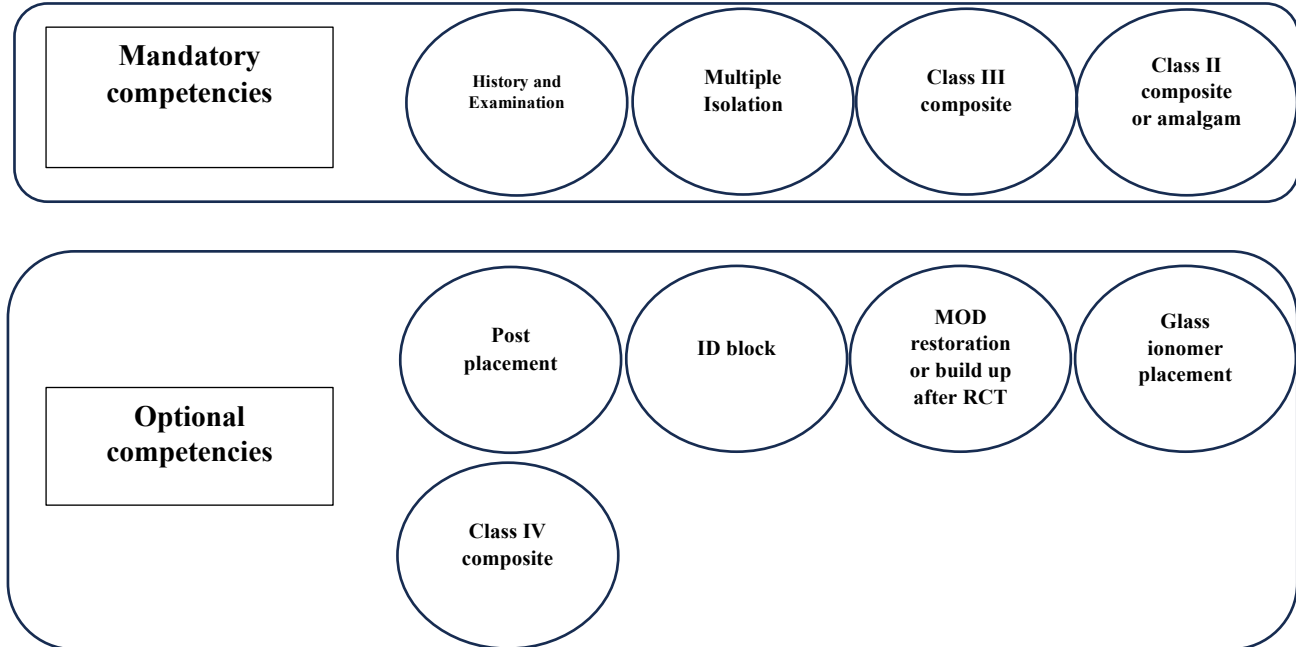 Mandatory
competencies
History and
Examination
Multiple
Isolation
Class III
composite
Class II
composite
or amalgam
Optional
competencies
Post
placement
ID block
MOD
restoration
or build up
after RCT
Glass
ionomer
placement
Class IV
composite